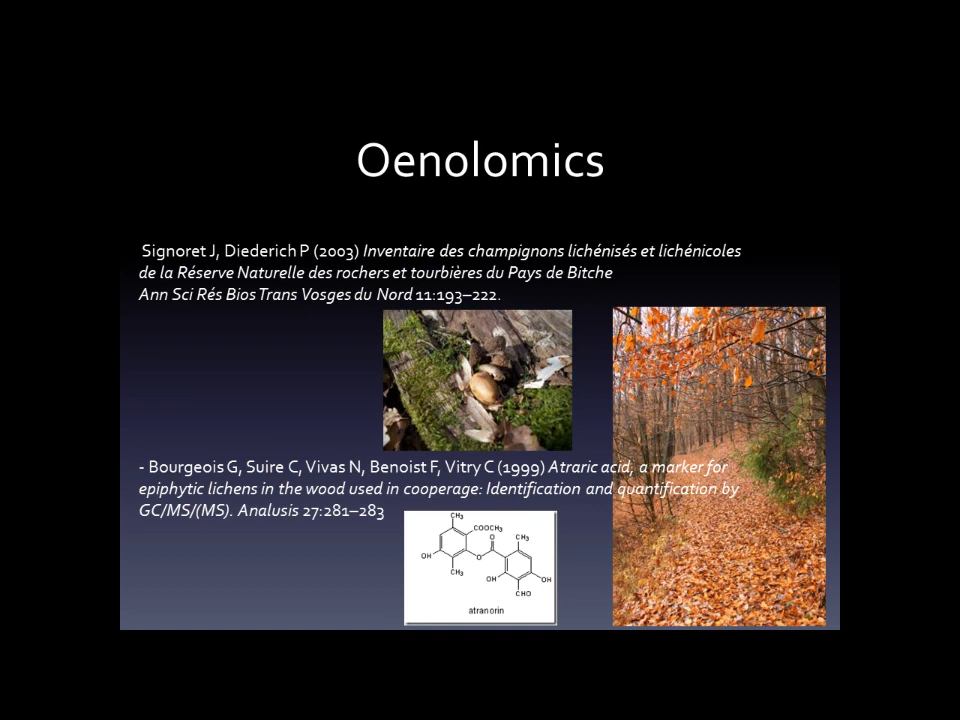 Oenolomics
Signoret J, Diederich P (2003) Inventaire des champignons lichénisés et lichénicoles
de la Réserve Naturelle des rochers et tourbières du Pays de Bitche
Ann Sci Rés Bios Trans Vosges du Nord 11:193–222.
- Bourgeois G, Suire C, Vivas N, Benoist F, Vitry C (1999) Atraric acid, a marker for
epiphytic lichens in the wood used in cooperage: Identification and quantification by
GC/MS/(MS). Analusis 27:281–283
CH3
COOCH3
O
CH3
OH
O
CH3
OH
OH
CHO
atranorin